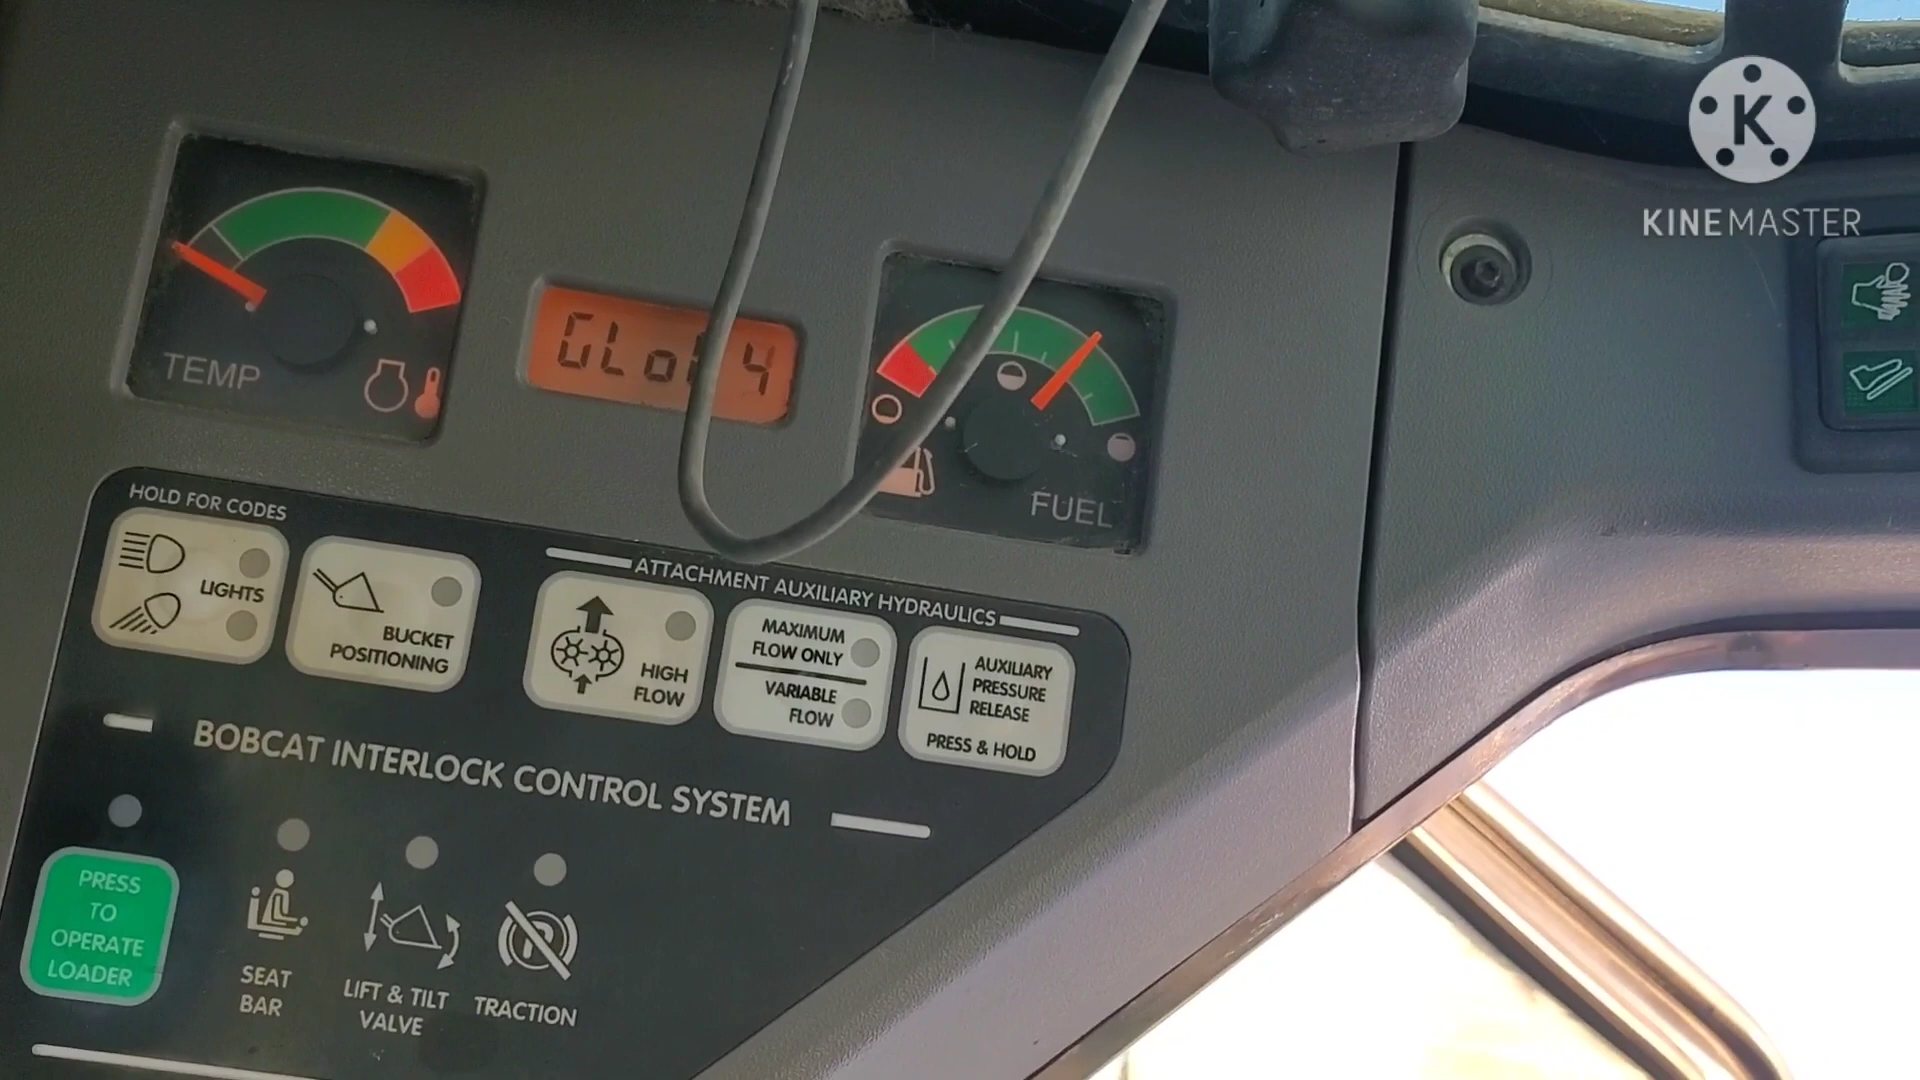 K
KINEMASTER
TEMP
FUEL
HOLD FOR CODES
LIGHTS
BUCKET
POSITIONING
ATTACHMENT AUXILIARY HYDRAULICS
HIGH
FLOW
MAXIMUM
FLOW ONLY
VARIABLE
FLOW
AUXILIARY
PRESSURE
RELEASE
PRESS & HOLD
BOBCAT INTERLOCK CONTROL SYSTEM
PRESS
TO
OPERATE
LOADER
SEAT
BAR
LIFT & TILT
VALVE
TRACTION
P